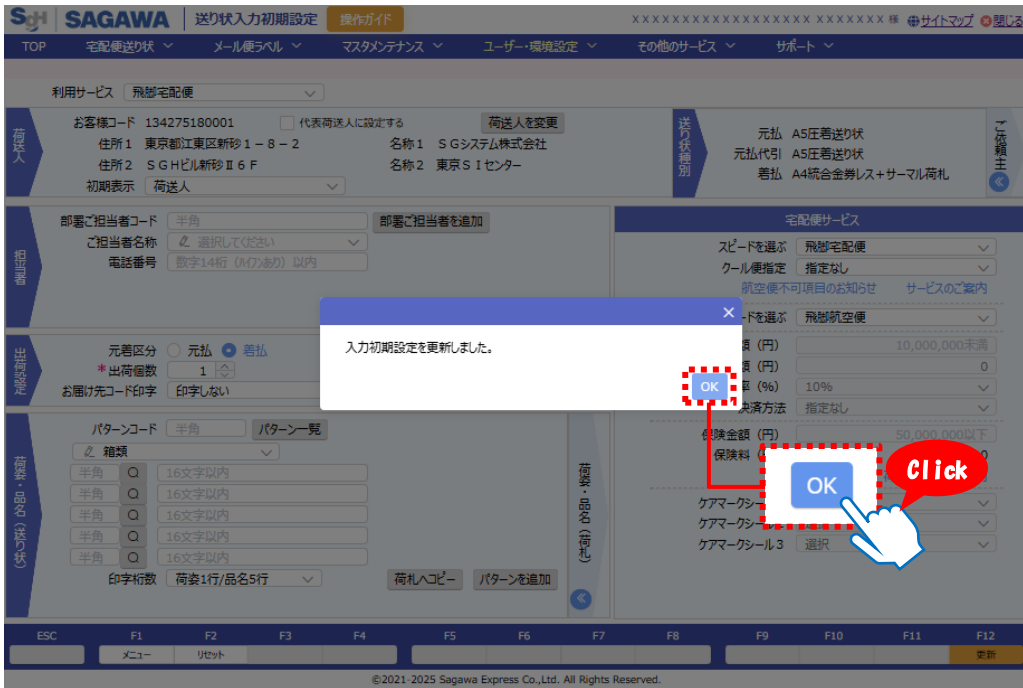 SGH SAGAWA 送り状入力初期設定 操作ガイド XXXXXXXXXXXXXXXXXX XXXXXXX 様 サイトマップ 閉じる
TOP 宅配便送り状 メール便ラベル マスタメンテナンス ユーザー・環境設定 その他のサービス サポート
利用サービス 飛脚宅配便
荷送人
お客様コード 134275180001 代表荷送人に設定する 荷送人を変更
住所1 東京都江東区新砂1-8-2 名称1 SGシステム株式会社
住所2 SGHビル新砂Ⅱ6F 名称2 東京SIセンター
初期表示 荷送人
送り状種別
元払 A5圧着送り状
元払代引 A5圧着送り状
着払 A4統合金券レス+サーマル荷札
ご依頼主
担当者
部署ご担当者コード 半角 部署ご担当者を追加
ご担当者名称 選択してください
電話番号 数字14桁 (ハイフンあり) 以内
宅配便サービス
スピードを選ぶ 飛脚宅配便
クール便指定 指定なし
航空便不可項目のお知らせ サービスのご案内
ードを選ぶ 飛脚航空便
額 (円) 10,000,000未満
額 (円) 0
率 (%) 10%
決済方法 指定なし
保険金額 (円) 50,000,000以下
保険料 0
ケアマークシー
ケアマークシー
ケアマークシール3 選択
×
入力初期設定を更新しました。
OK
OK
Click
出荷設定
元着区分 元払 着払
*出荷個数 1
お届け先コード印字 印字しない
荷姿・品名(送り状)
パターンコード 半角 パターン一覧
箱類
半角 16文字以内
半角 16文字以内
半角 16文字以内
半角 16文字以内
半角 16文字以内
印字桁数 荷姿1行/品名5行 荷札へコピー パターンを追加
荷姿・品名(荷札)
ESC F1 F2 F3 F4 F5 F6 F7 F8 F9 F10 F11 F12
メニュー リセット 更新
©2021-2025 Sagawa Express Co.,Ltd. All Rights Reserved.